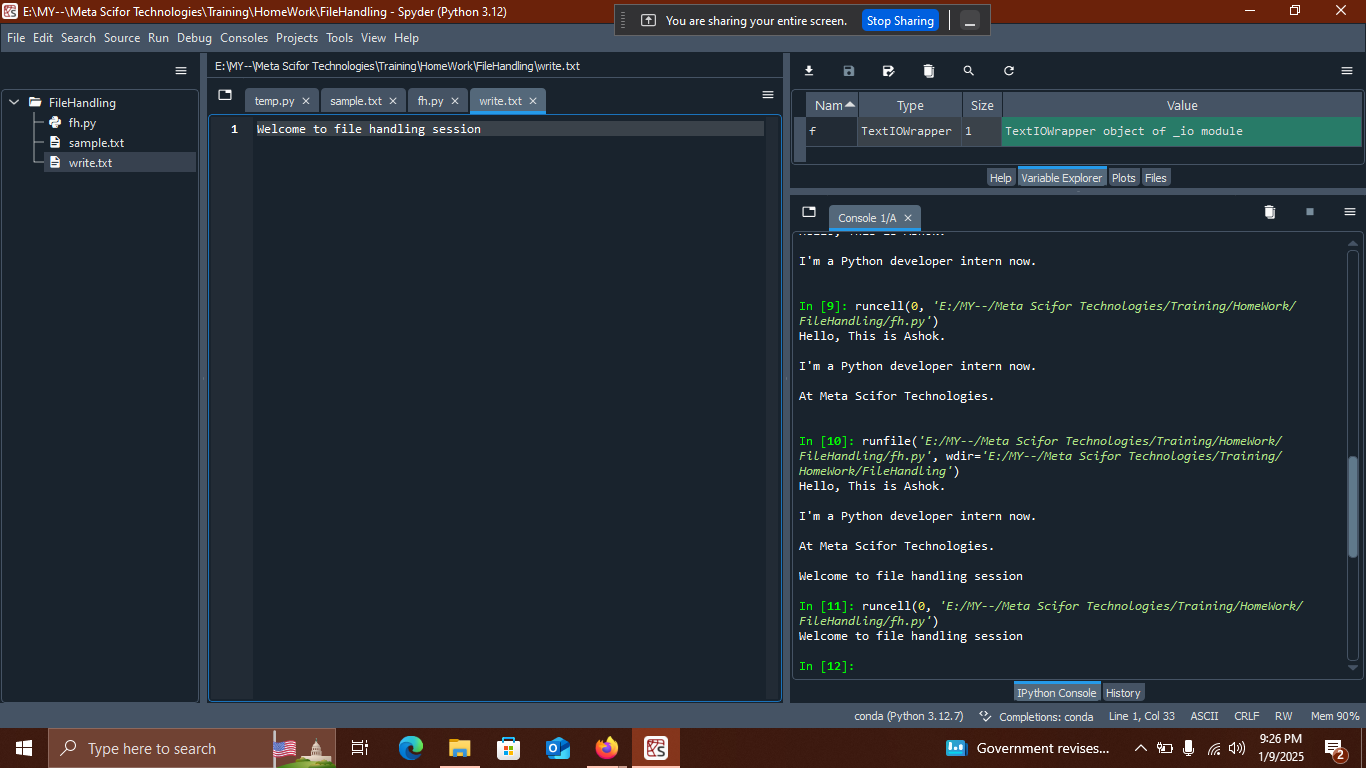 E:\MY--\Meta Scifor Technologies\Training\HomeWork\FileHandling - Spyder (Python 3.12)
You are sharing your entire screen. Stop Sharing
File Edit Search Source Run Debug Consoles Projects Tools View Help
FileHandling
fh.py
sample.txt
write.txt
E:\MY--\Meta Scifor Technologies\Training\HomeWork\FileHandling\write.txt
temp.py sample.txt fh.py write.txt
1 Welcome to file handling session
Nam Type Size Value
f TextIOWrapper 1 TextIOWrapper object of _io module
Help Variable Explorer Plots Files
Console 1/A
I'm a Python developer intern now.
In [9]: runcell(0, 'E:/MY--/Meta Scifor Technologies/Training/HomeWork/
FileHandling/fh.py')
Hello, This is Ashok.
I'm a Python developer intern now.
At Meta Scifor Technologies.
In [10]: runfile('E:/MY--/Meta Scifor Technologies/Training/HomeWork/
FileHandling/fh.py', wdir='E:/MY--/Meta Scifor Technologies/Training/
HomeWork/FileHandling')
Hello, This is Ashok.
I'm a Python developer intern now.
At Meta Scifor Technologies.
Welcome to file handling session
In [11]: runcell(0, 'E:/MY--/Meta Scifor Technologies/Training/HomeWork/
FileHandling/fh.py')
Welcome to file handling session
In [12]:
IPython Console History
conda (Python 3.12.7) Completions: conda Line 1, Col 33 ASCII CRLF RW Mem 90%
Type here to search
Government revises...
9:26 PM
1/9/2025
2